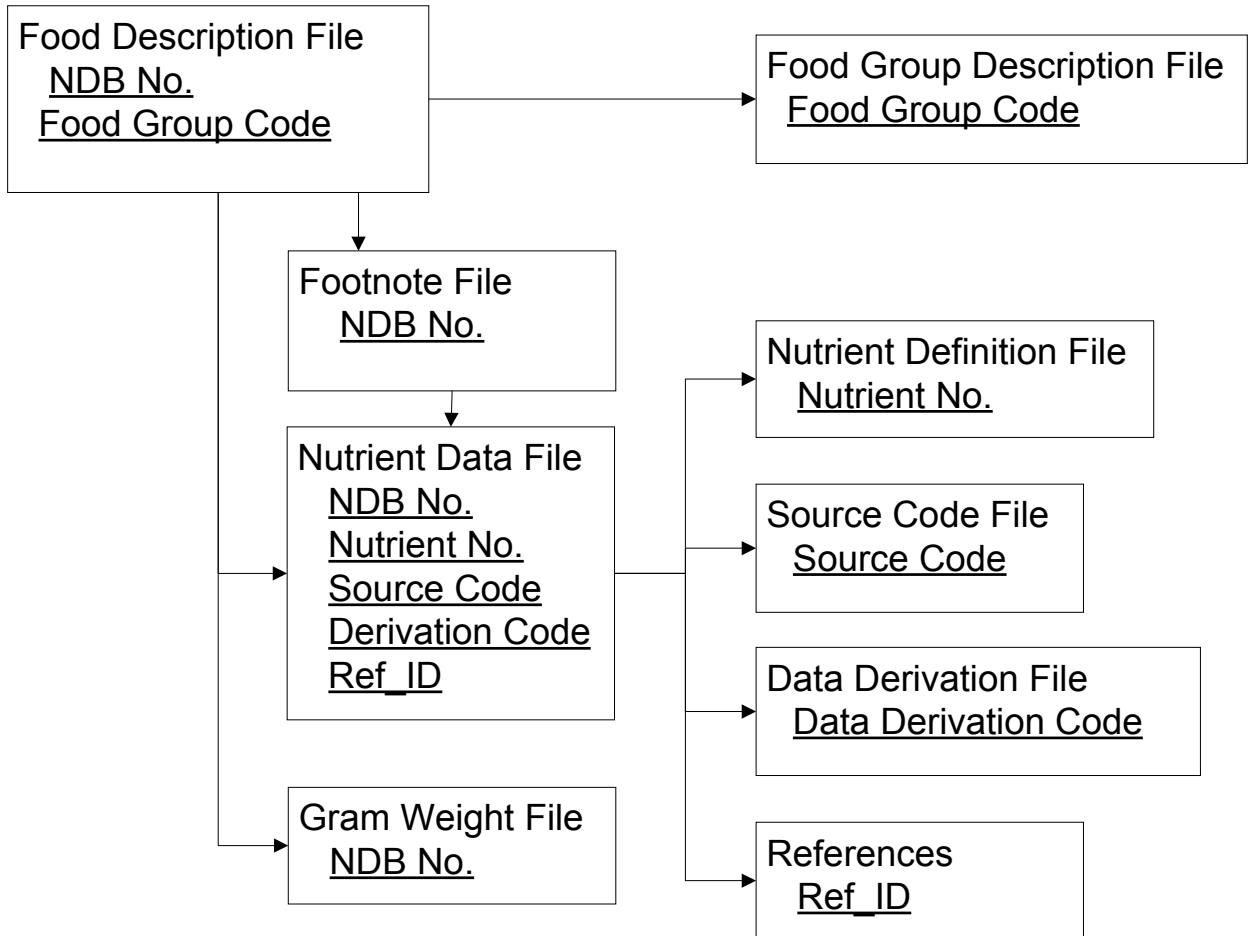 Food Description File
NDB No.
Food Group Code
Food Group Description File
Food Group Code
Footnote File
NDB No.
Nutrient Data File
NDB No.
Nutrient No.
Source Code
Derivation Code
Ref_ID
Gram Weight File
NDB No.
Nutrient Definition File
Nutrient No.
Source Code File
Source Code
Data Derivation File
Data Derivation Code
References
Ref_ID